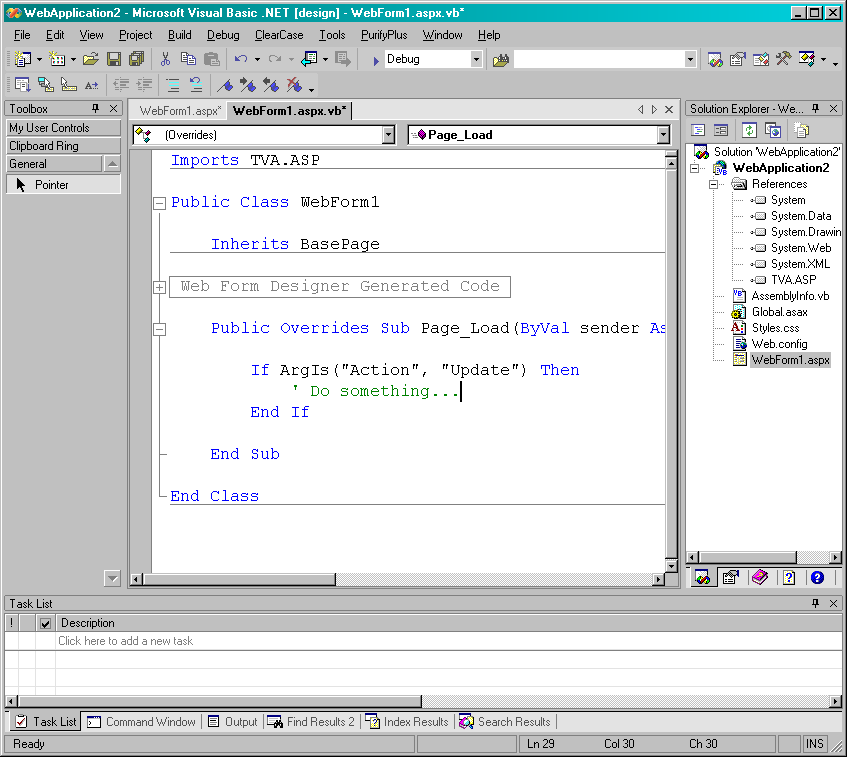 WebApplication2 - Microsoft Visual Basic .NET [design] - WebForm1.aspx.vb*
File Edit View Project Build Debug ClearCase Tools PurifyPlus Window Help
Debug
Toolbox
My User Controls
Clipboard Ring
General
Pointer
WebForm1.aspx* WebForm1.aspx.vb*
(Overrides) Page_Load
Imports TVA.ASP
Public Class WebForm1
Inherits BasePage
Web Form Designer Generated Code
Public Overrides Sub Page_Load(ByVal sender As
If ArgIs("Action", "Update") Then
' Do something...
End If
End Sub
End Class
Solution Explorer - We...
Solution 'WebApplication2'
WebApplication2
References
System
System.Data
System.Drawin
System.Web
System.XML
TVA.ASP
AssemblyInfo.vb
Global.asax
Styles.css
Web.config
WebForm1.aspx
Task List
! Description
Click here to add a new task
Task List Command Window Output Find Results 2 Index Results Search Results
Ready Ln 29 Col 30 Ch 30 INS